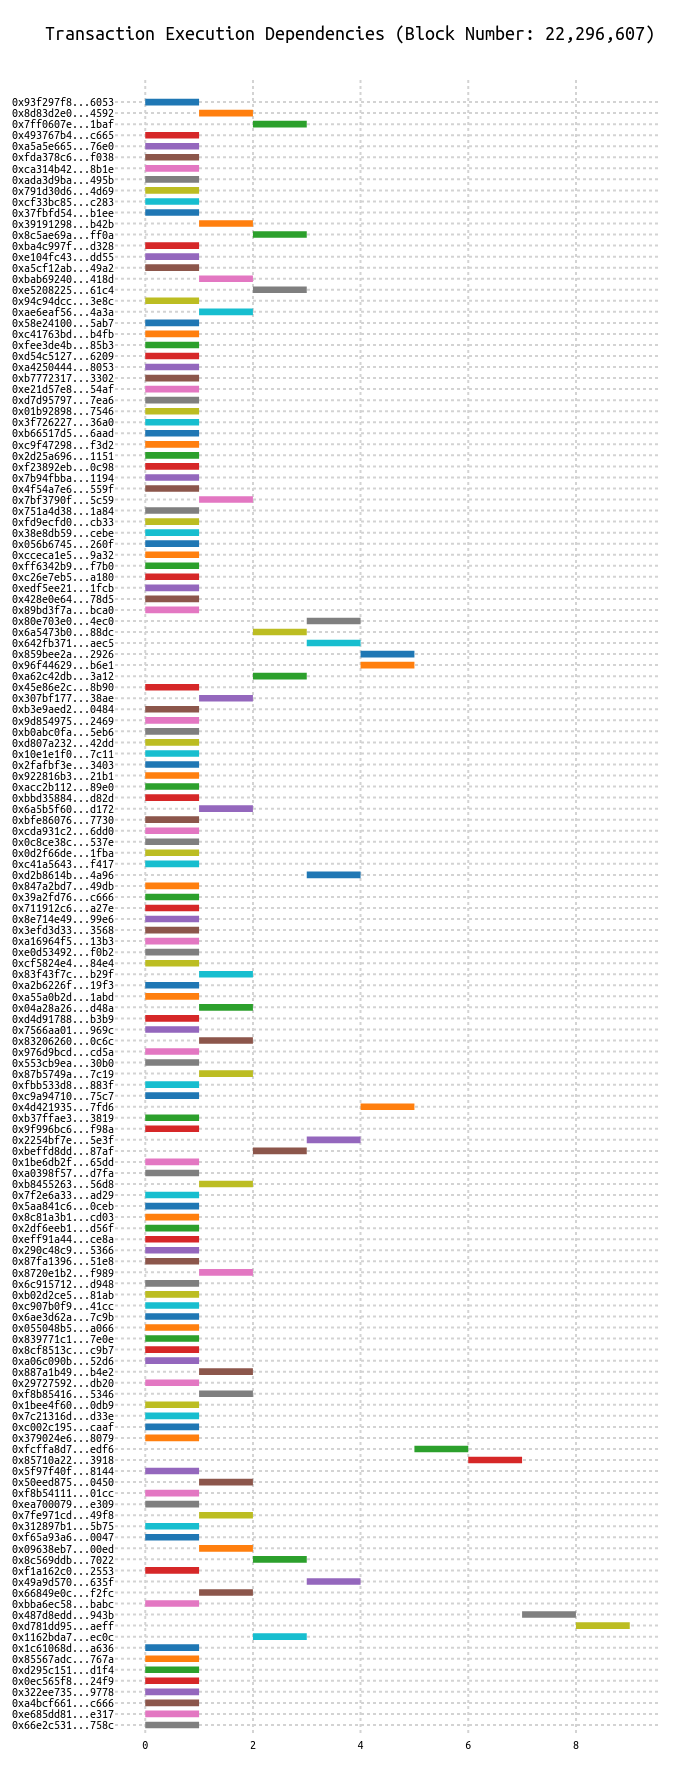 Transaction Execution Dependencies (Block Number: 22,296,607)
0x93f297f8...6053
0x8d83d2e0...4592
0x7ff0607e...1baf
0x493767b4...c665
0xa5a5e665...76e0
0xfda378c6...f038
0xca314b42...8b1e
0xada3d9ba...495b
0x791d30d6...4d69
0xcf33bc85...c283
0x37fbfd54...b1ee
0x39191298...b42b
0x8c5ae69a...ff0a
0xba4c997f...d328
0xe104fc43...dd55
0xa5cf12ab...49a2
0xbab69240...418d
0xe5208225...61c4
0x94c94dcc...3e8c
0xae6eaf56...4a3a
0x58e24100...5ab7
0xc41763bd...b4fb
0xfee3de4b...85b3
0xd54c5127...6209
0xa4250444...8053
0xb7772317...3302
0xe21d57e8...54af
0xd7d95797...7ea6
0x01b92898...7546
0x3f726227...36a0
0xb66517d5...6aad
0xc9f47298...f3d2
0x2d25a696...1151
0xf23892eb...0c98
0x7b94fbba...1194
0x4f54a7e6...559f
0x7bf3790f...5c59
0x751a4d38...1a84
0xfd9ecfd0...cb33
0x38e8db59...cebe
0x056b6745...260f
0xcceca1e5...9a32
0xff6342b9...f7b0
0xc26e7eb5...a180
0xedf5ee21...1fcb
0x428e0e64...78d5
0x89bd3f7a...bca0
0x80e703e0...4ec0
0x6a5473b0...88dc
0x642fb371...aec5
0x859bee2a...2926
0x96f44629...b6e1
0xa62c42db...3a12
0x45e86e2c...8b90
0x307bf177...38ae
0xb3e9aed2...0484
0x9d854975...2469
0xb0abc0fa...5eb6
0xd807a232...42dd
0x10e1e1f0...7c11
0x2fafbf3e...3403
0x922816b3...21b1
0xacc2b112...89e0
0xbbd35884...d82d
0x6a5b5f60...d172
0xbfe86076...7730
0xcda931c2...6dd0
0x0c8ce38c...537e
0x0d2f66de...1fba
0xc41a5643...f417
0xd2b8614b...4a96
0x847a2bd7...49db
0x39a2fd76...c666
0x711912c6...a27e
0x8e714e49...99e6
0x3efd3d33...3568
0xa16964f5...13b3
0xe0d53492...f0b2
0xcf5824e4...84e4
0x83f43f7c...b29f
0xa2b6226f...19f3
0xa55a0b2d...1abd
0x04a28a26...d48a
0xd4d91788...b3b9
0x7566aa01...969c
0x83206260...0c6c
0x976d9bcd...cd5a
0x553cb9ea...30b0
0x87b5749a...7c19
0xfbb533d8...883f
0xc9a94710...75c7
0x4d421935...7fd6
0xb37ffae3...3819
0x9f996bc6...f98a
0x2254bf7e...5e3f
0xbeffd8dd...87af
0x1be6db2f...65dd
0xa0398f57...d7fa
0xb8455263...56d8
0x7f2e6a33...ad29
0x5aa841c6...0ceb
0x8c81a3b1...cd03
0x2df6eeb1...d56f
0xeff91a44...ce8a
0x290c48c9...5366
0x87fa1396...51e8
0x8720e1b2...f989
0x6c915712...d948
0xb02d2ce5...81ab
0xc907b0f9...41cc
0x6ae3d62a...7c9b
0x055048b5...a066
0x839771c1...7e0e
0x8cf8513c...c9b7
0xa06c090b...52d6
0x887a1b49...b4e2
0x29727592...db20
0xf8b85416...5346
0x1bee4f60...0db9
0x7c21316d...d33e
0xc002c195...caaf
0x379024e6...8079
0xfcffa8d7...edf6
0x85710a22...3918
0x5f97f40f...8144
0x50eed875...0450
0xf8b54111...01cc
0xea700079...e309
0x7fe971cd...49f8
0x312897b1...5b75
0xf65a93a6...0047
0x09638eb7...00ed
0x8c569ddb...7022
0xf1a162c0...2553
0x49a9d570...635f
0x66849e0c...f2fc
0xbba6ec58...babc
0x487d8edd...943b
0xd781dd95...aeff
0x1162bda7...ec0c
0x1c61068d...a636
0x85567adc...767a
0xd295c151...d1f4
0x0ec565f8...24f9
0x322ee735...9778
0xa4bcf661...c666
0xe685dd81...e317
0x66e2c531...758c
0 2 4 6 8